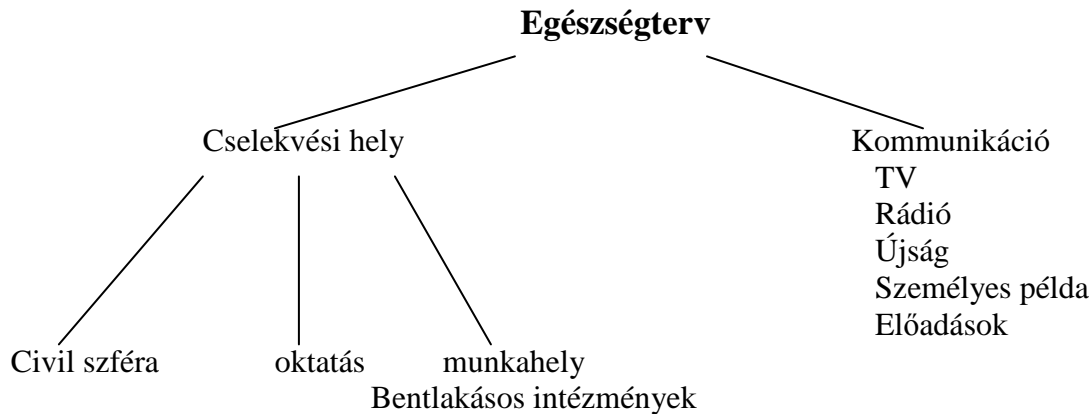 Egészségterv
Cselekvési hely
Kommunikáció
TV
Rádió
Újság
Személyes példa
Előadások
Civil szféra oktatás munkahely
Bentlakásos intézmények